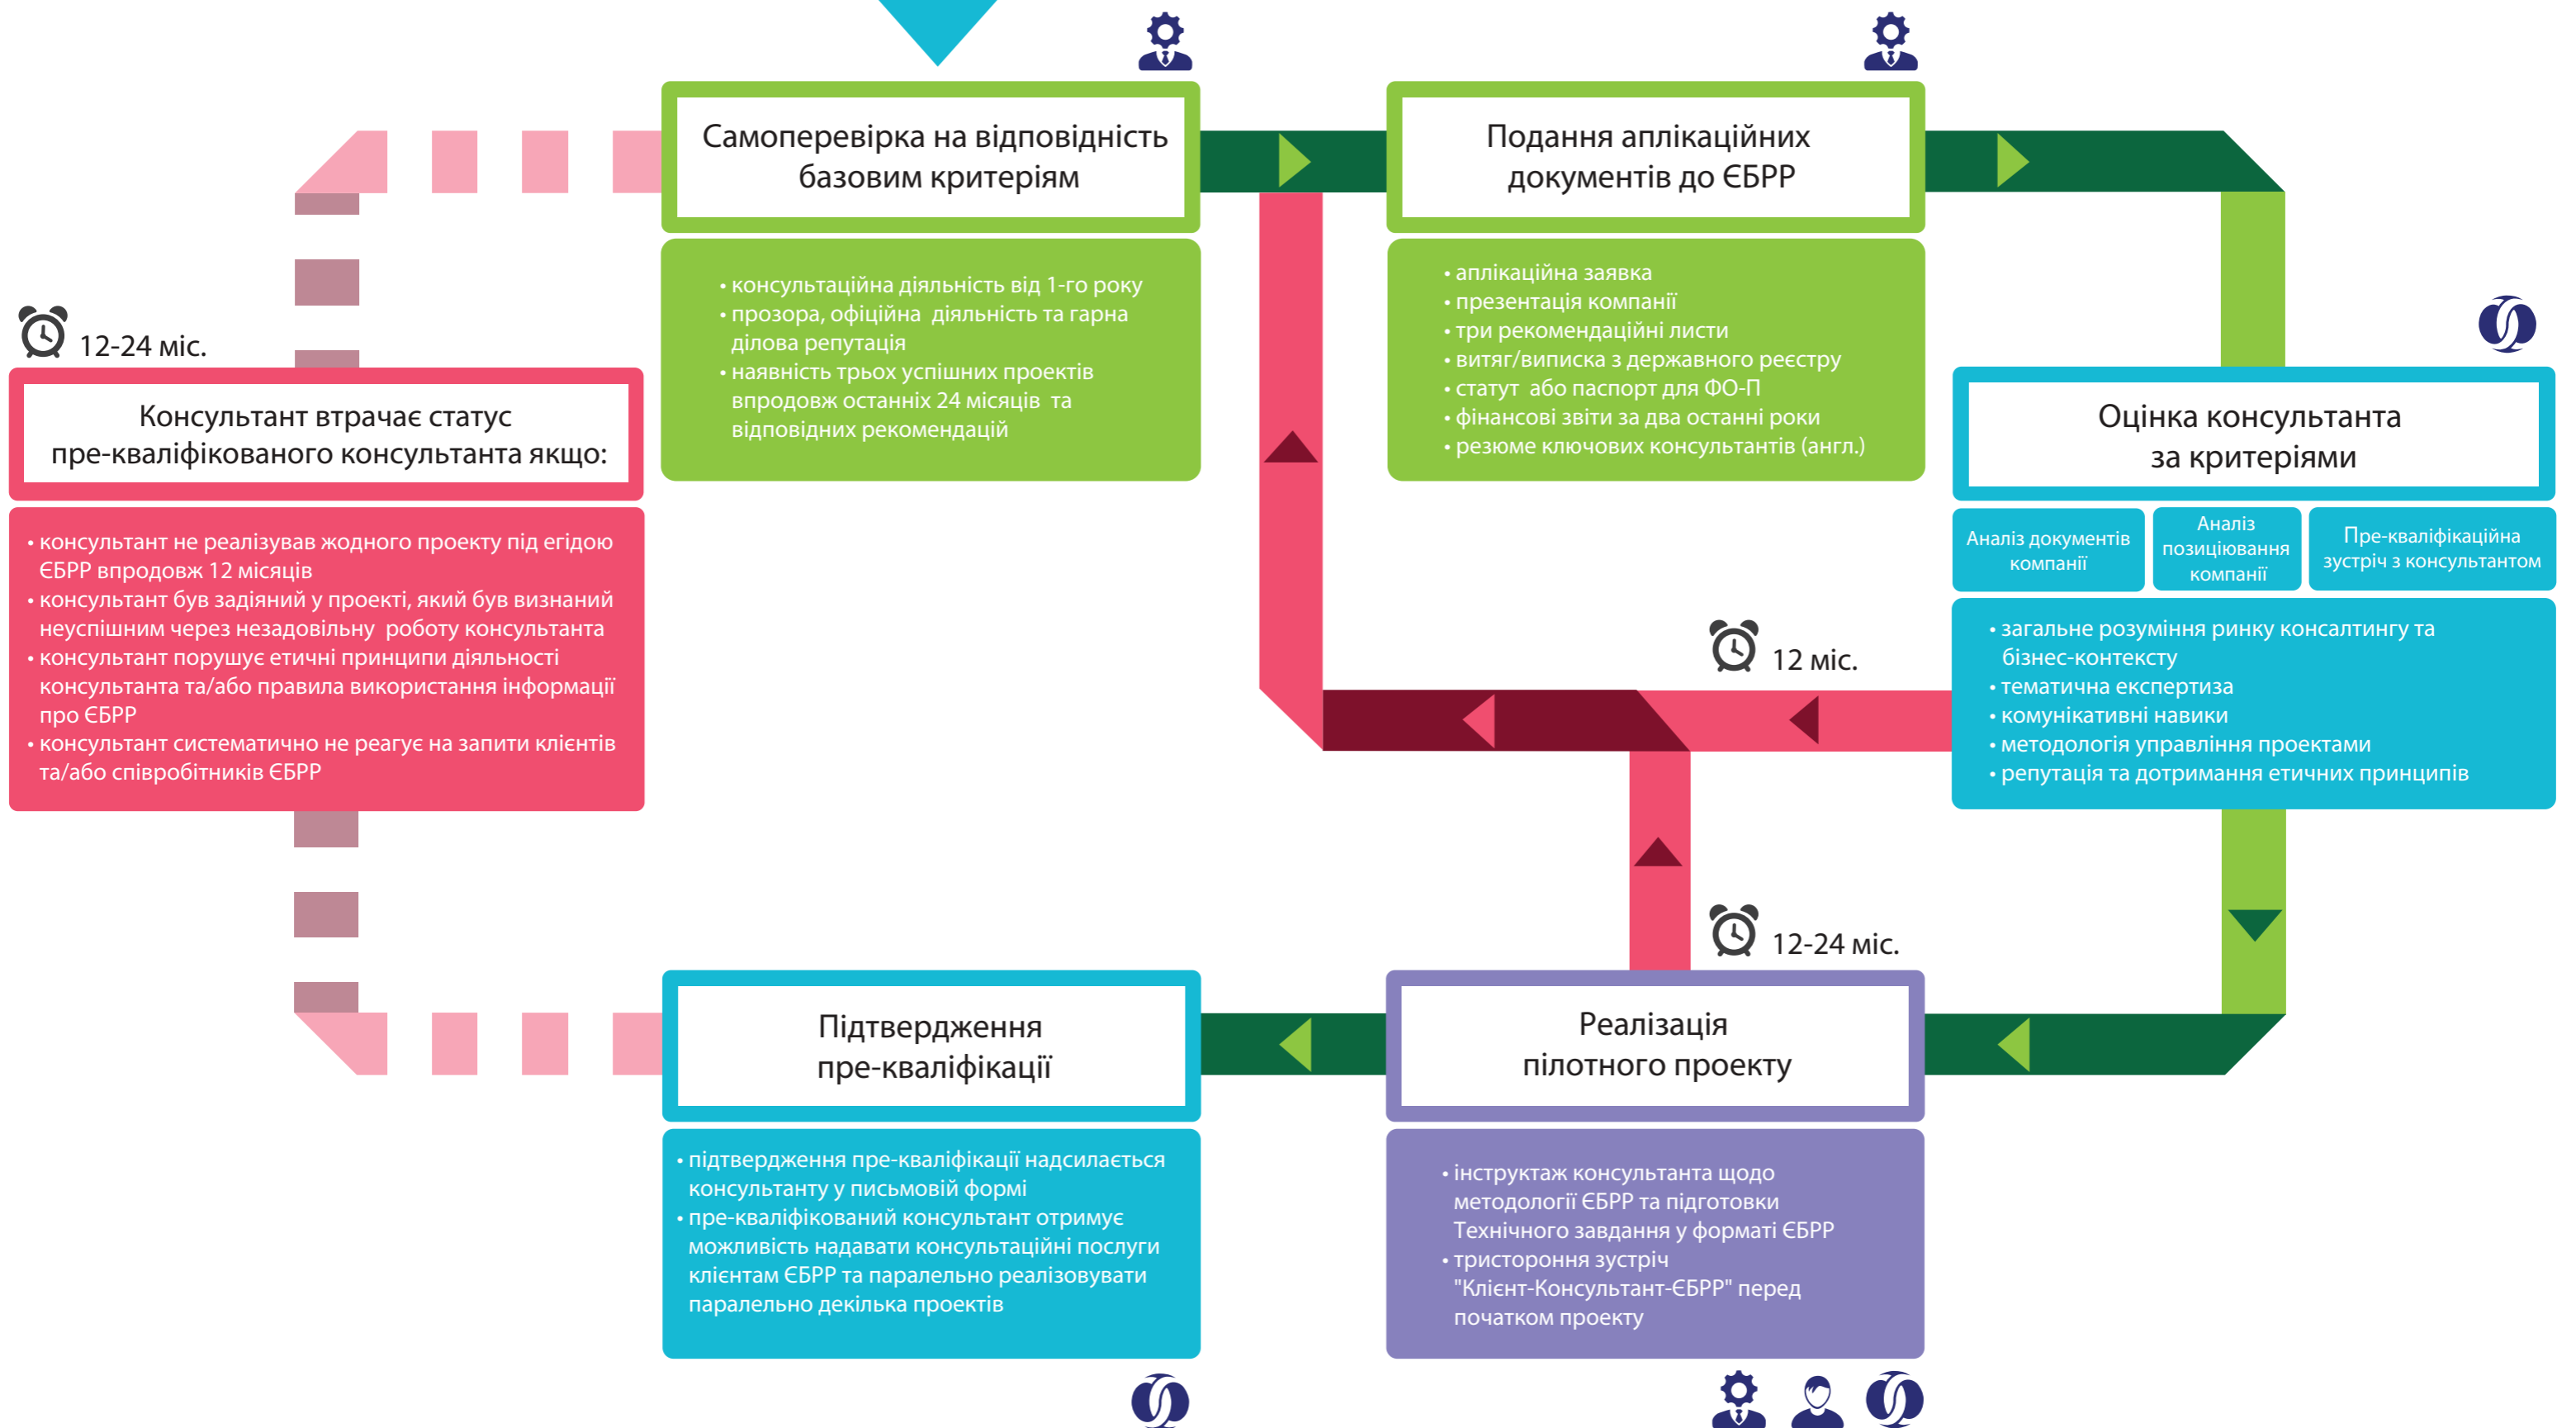 Самоперевірка на відповідність
базовим критеріям
• консультаційна діяльність від 1-го року
• прозора, офіційна діяльність та гарна
ділова репутація
• наявність трьох успішних проектів
впродовж останніх 24 місяців та
відповідних рекомендацій
Подання аплікаційних
документів до ЄБРР
• аплікаційна заявка
• презентація компанії
• три рекомендаційні листи
• витяг/виписка з державного реєстру
• статут або паспорт для ФО-П
• фінансові звіти за два останні роки
• резюме ключових консультантів (англ.)
12-24 міс.
Консультант втрачає статус
пре-кваліфікованого консультанта якщо:
• консультант не реалізував жодного проекту під егідою
ЄБРР впродовж 12 місяців
• консультант був задіяний у проекті, який був визнаний
неуспішним через незадовільну роботу консультанта
• консультант порушує етичні принципи діяльності
консультанта та/або правила використання інформації
про ЄБРР
• консультант систематично не реагує на запити клієнтів
та/або співробітників ЄБРР
Оцінка консультанта
за критеріями
Аналіз документів
компанії
Аналіз
позиціювання
компанії
Пре-кваліфікаційна
зустріч з консультантом
• загальне розуміння ринку консалтингу та
бізнес-контексту
• тематична експертиза
• комунікативні навики
• методологія управління проектами
• репутація та дотримання етичних принципів
12 міс.
12-24 міс.
Підтвердження
пре-кваліфікації
• підтвердження пре-кваліфікації надсилається
консультанту у письмовій формі
• пре-кваліфікований консультант отримує
можливість надавати консультаційні послуги
клієнтам ЄБРР та паралельно реалізовувати
паралельно декілька проектів
Реалізація
пілотного проекту
• інструктаж консультанта щодо
методології ЄБРР та підготовки
Технічного завдання у форматі ЄБРР
• тристороння зустріч
"Клієнт-Консультант-ЄБРР" перед
початком проекту